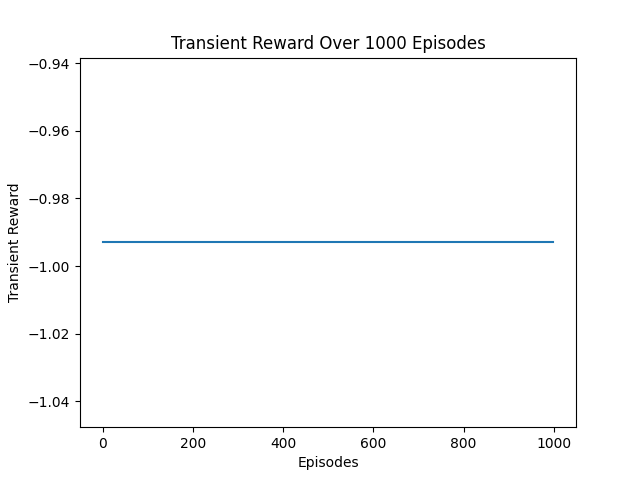 Transient Reward Over 1000 Episodes
−0.94
−0.96
−0.98
−1.00
−1.02
−1.04
Transient Reward
0 200 400 600 800 1000
Episodes